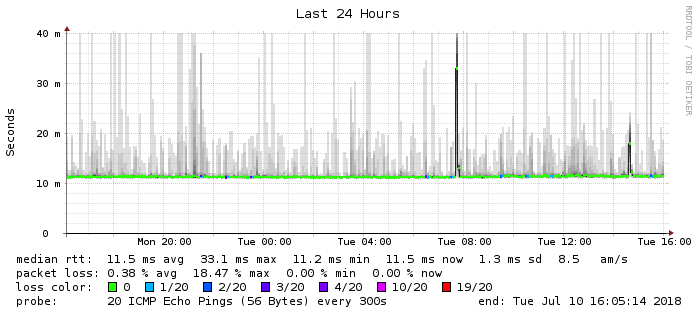 Last 24 Hours
RRDTOOL / TOBI OETIKER
Seconds
40 m
30 m
20 m
10 m
0
Mon 20:00 Tue 00:00 Tue 04:00 Tue 08:00 Tue 12:00 Tue 16:00
median rtt: 11.5 ms avg 33.1 ms max 11.2 ms min 11.5 ms now 1.3 ms sd 8.5 am/s
packet loss: 0.38 % avg 18.47 % max 0.00 % min 0.00 % now
loss color: 0 1/20 2/20 3/20 4/20 10/20 19/20
probe: 20 ICMP Echo Pings (56 Bytes) every 300s end: Tue Jul 10 16:05:14 2018